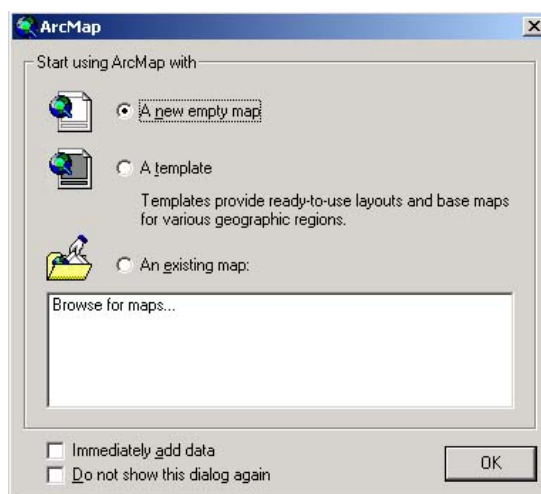 ArcMap
Start using ArcMap with
A new empty map
A template
Templates provide ready-to-use layouts and base maps
for various geographic regions.
An existing map:
Browse for maps...
Immediately add data
Do not show this dialog again
OK